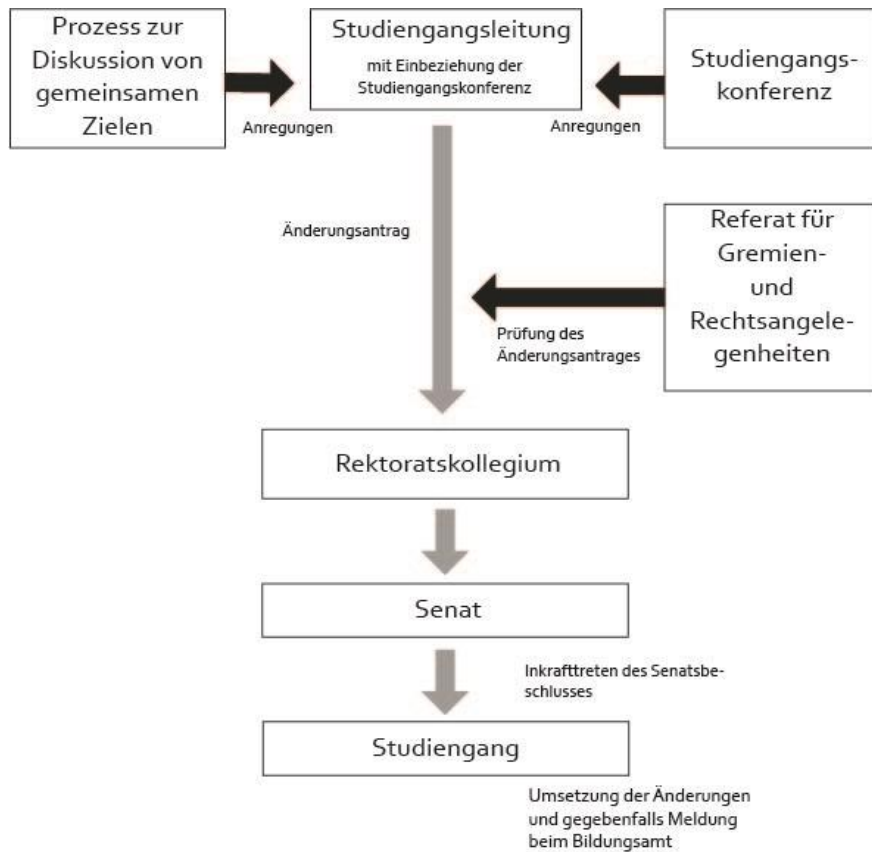 Prozess zur
Diskussion von
gemeinsamen
Zielen
Anregungen
Studiengangsleitung
mit Einbeziehung der
Studiengangskonferenz
Studiengangs-
konferenz
Anregungen
Änderungsantrag
Referat für
Gremien-
und
Rechtsangele-
genheiten
Prüfung des
Änderungsantrages
Rektoratskollegium
Senat
Inkrafttreten des Senatsbe-
schlusses
Studiengang
Umsetzung der Änderungen
und gegebenfalls Meldung
beim Bildungsamt